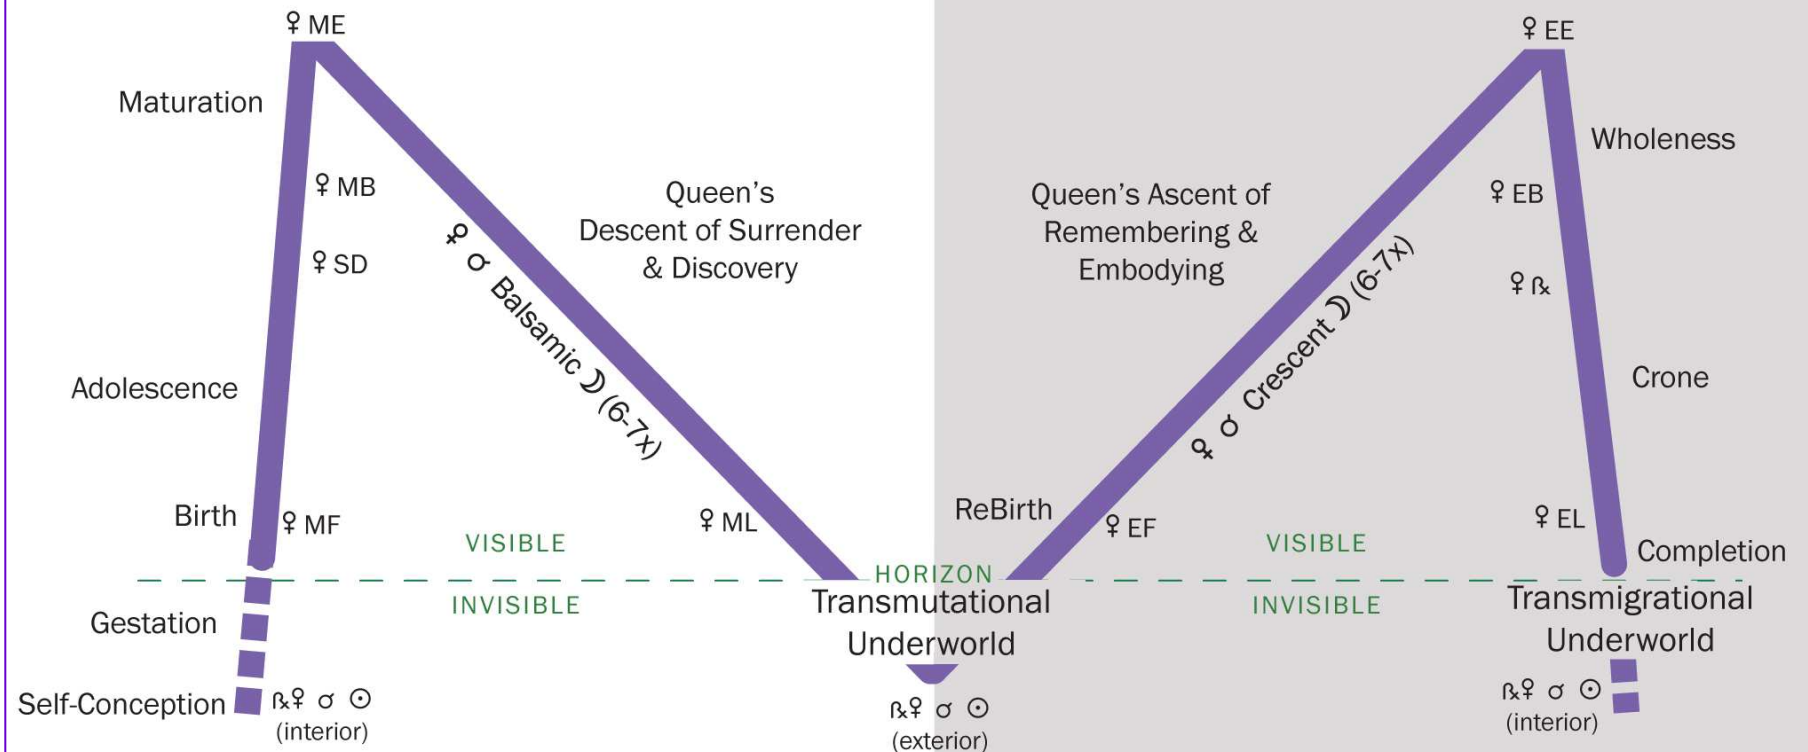 ♀ ME
♀ EE
Maturation
Wholeness
♀ MB
Queen’s
Descent of Surrender
& Discovery
Queen’s Ascent of
Remembering &
Embodying
♀ EB
♀ SD
♀ ℞
♀ ☌ Balsamic ☽ (6-7x)
♀ ☌ Crescent ☽ (6-7x)
Adolescence
Crone
Birth
♀ MF
♀ ML
ReBirth
♀ EF
♀ EL
VISIBLE
VISIBLE
Completion
HORIZON
INVISIBLE
INVISIBLE
Transmutational
Underworld
Transmigrational
Underworld
Gestation
Self-Conception
℞♀ ☌ ☉
(interior)
℞♀ ☌ ☉
(exterior)
℞♀ ☌ ☉
(interior)